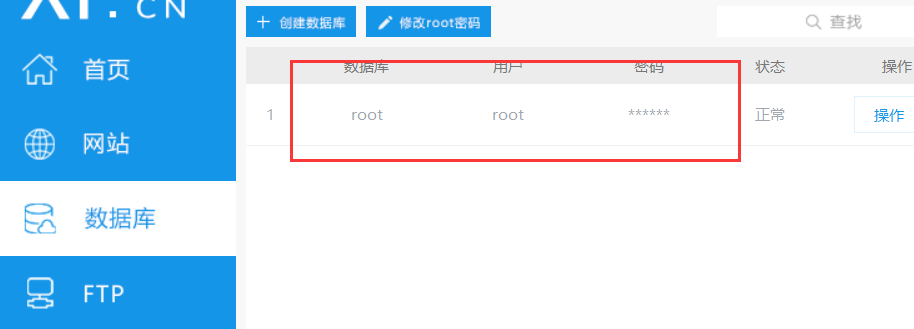 .CN
创建数据库
修改root密码
查找
首页
网站
数据库
FTP
数据库 用户 密码 状态 操作
1 root root ****** 正常 操作